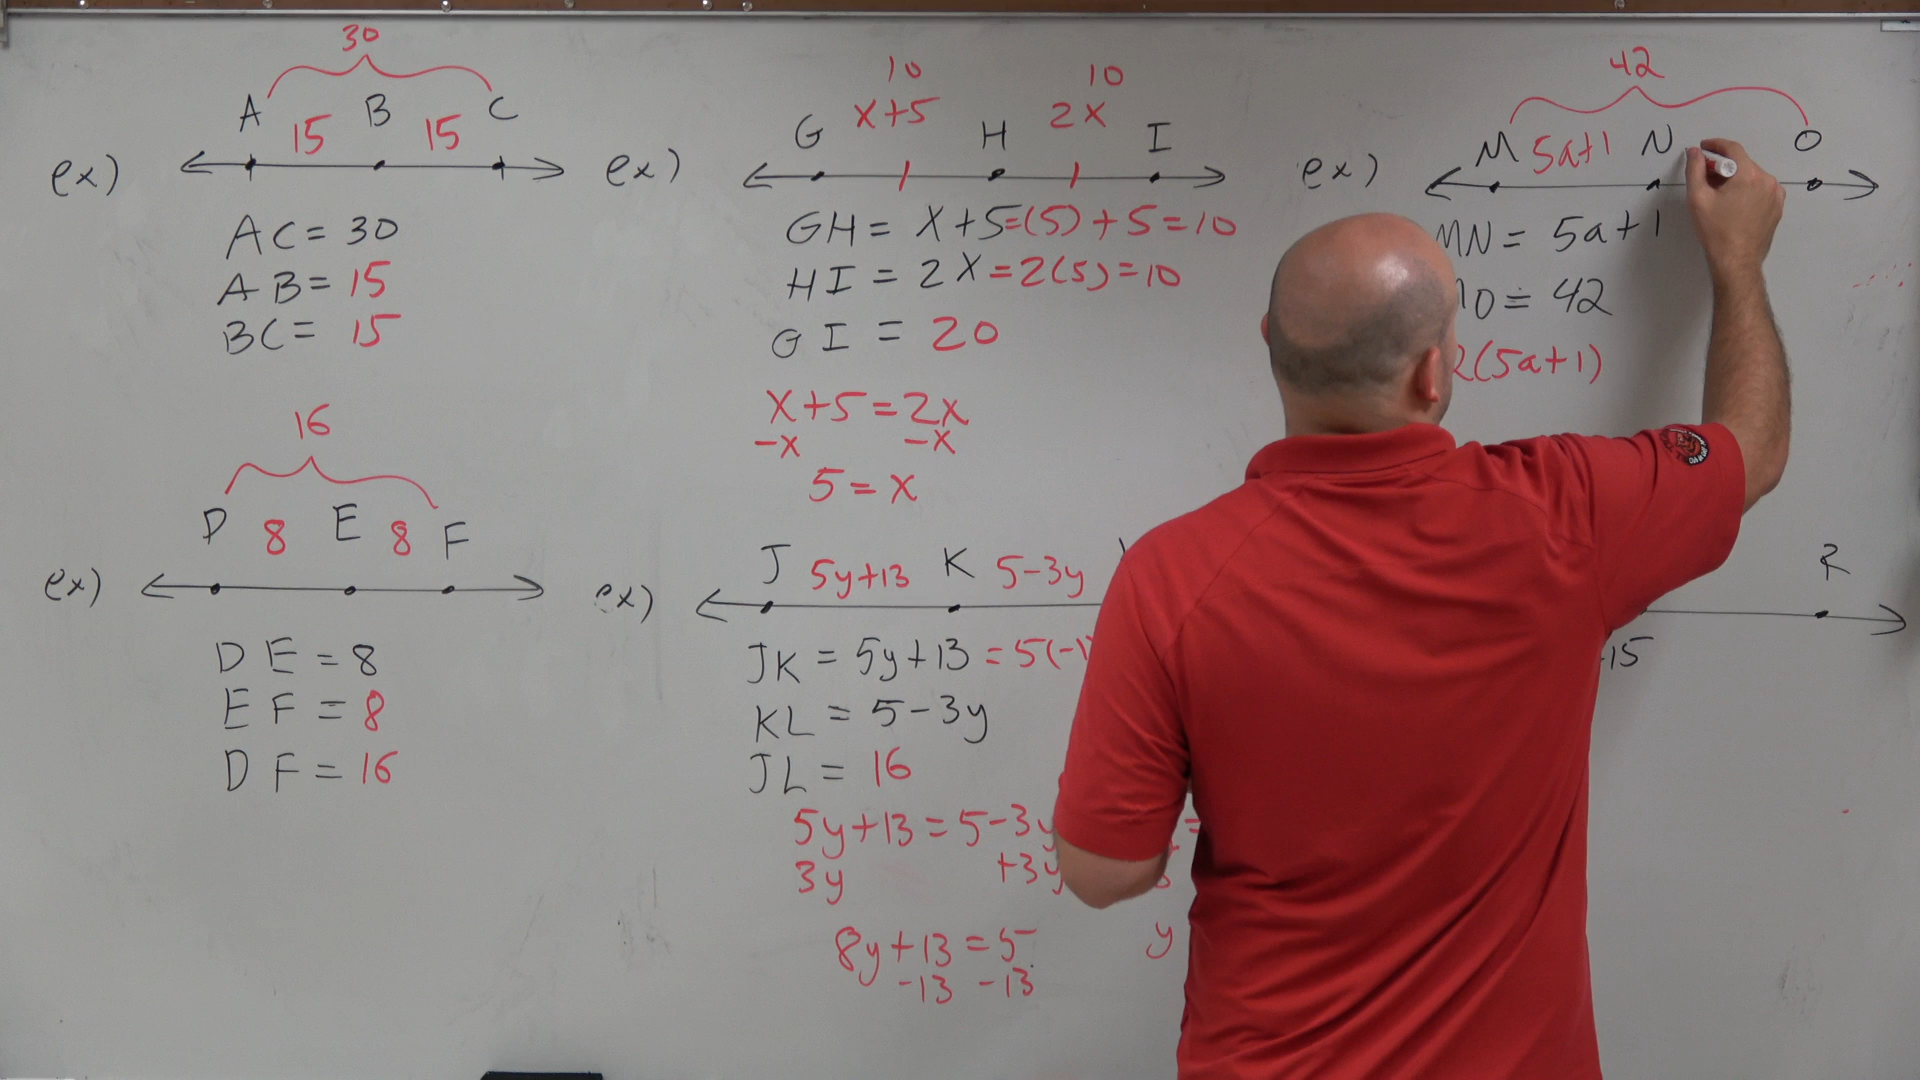 30
A 15 B 15 C
ex)
AC = 30
AB = 15
BC = 15
16
D 8 E 8 F
ex)
DE = 8
EF = 8
DF = 16
10 10
G x+5 H 2x I
ex)
GH = x+5=(5)+5=10
HI = 2x=2(5)=10
GI = 20
x+5=2x
-x -x
5=x
J 5y+13 K 5-3y
ex)
JK = 5y+13 = 5(-1)
KL = 5-3y
JL = 16
5y+13=5-3y =
3y +3y
8y+13=5 y
-13 -13
42
M 5a+1 N O
ex)
MN = 5a+1
O = 42
2(5a+1)
R
15